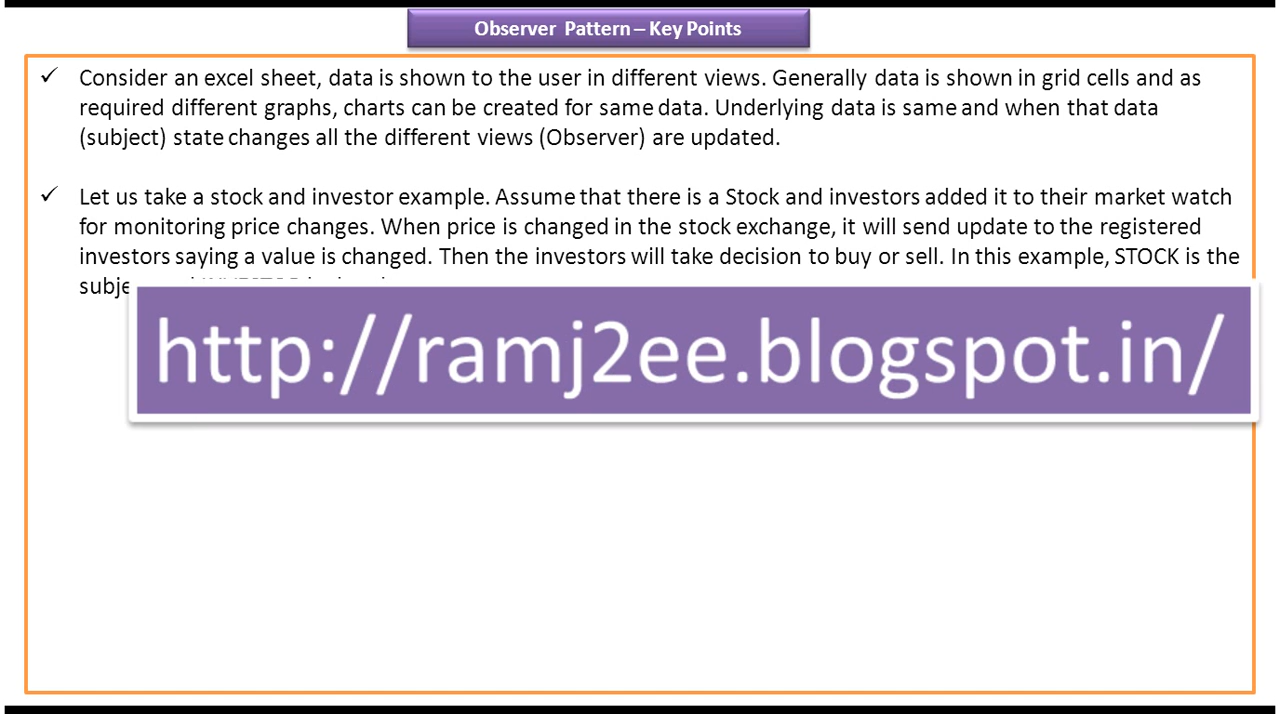 Observer Pattern – Key Points
✓ Consider an excel sheet, data is shown to the user in different views. Generally data is shown in grid cells and as
required different graphs, charts can be created for same data. Underlying data is same and when that data
(subject) state changes all the different views (Observer) are updated.
✓ Let us take a stock and investor example. Assume that there is a Stock and investors added it to their market watch
for monitoring price changes. When price is changed in the stock exchange, it will send update to the registered
investors saying a value is changed. Then the investors will take decision to buy or sell. In this example, STOCK is the
http://ramj2ee.blogspot.in/